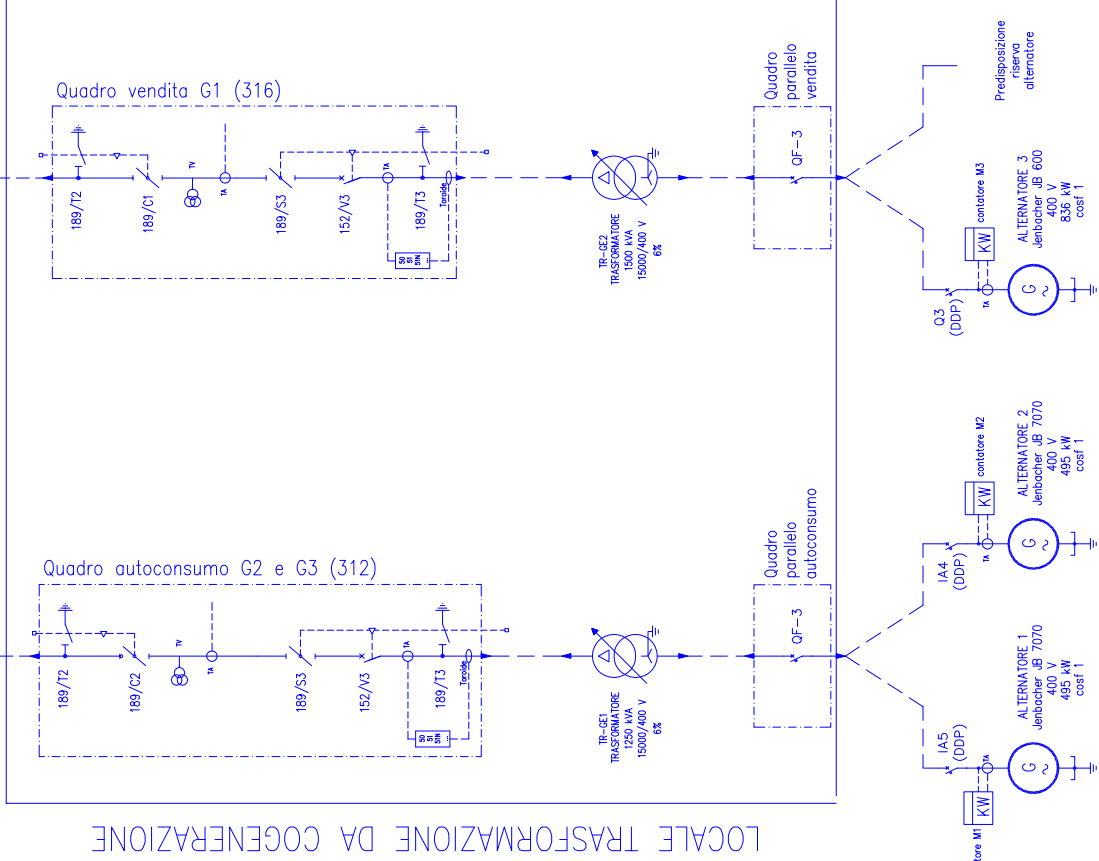 Quadro vendita G1 (316)
189/T2
189/C1
TV
TA
189/S3
152/V3
TA
189/T3
Toroide
50
51
51N
TR-GE2
TRASFORMATORE
1500 kVA
15000/400 V
6%
Quadro
parallelo
vendita
QF-3
Predisposizione
riserva
alternatore
Q3
(DDP)
TA
KW
contatore M3
G
ALTERNATORE 3
Jenbacher JB 600
400 V
836 kW
cosf 1
Quadro autoconsumo G2 e G3 (312)
189/T2
189/C2
TV
TA
189/S3
152/V3
TA
189/T3
Toroide
50
51
51N
TR-GE1
TRASFORMATORE
1250 kVA
15000/400 V
6%
Quadro
parallelo
autoconsumo
QF-3
IA4
(DDP)
TA
KW
contatore M2
G
ALTERNATORE 2
Jenbacher JB 7070
400 V
495 kW
cosf 1
IA5
(DDP)
TA
KW
tore M1
G
ALTERNATORE 1
Jenbacher JB 7070
400 V
495 kW
cosf 1
LOCALE TRASFORMAZIONE DA COGENERAZIONE